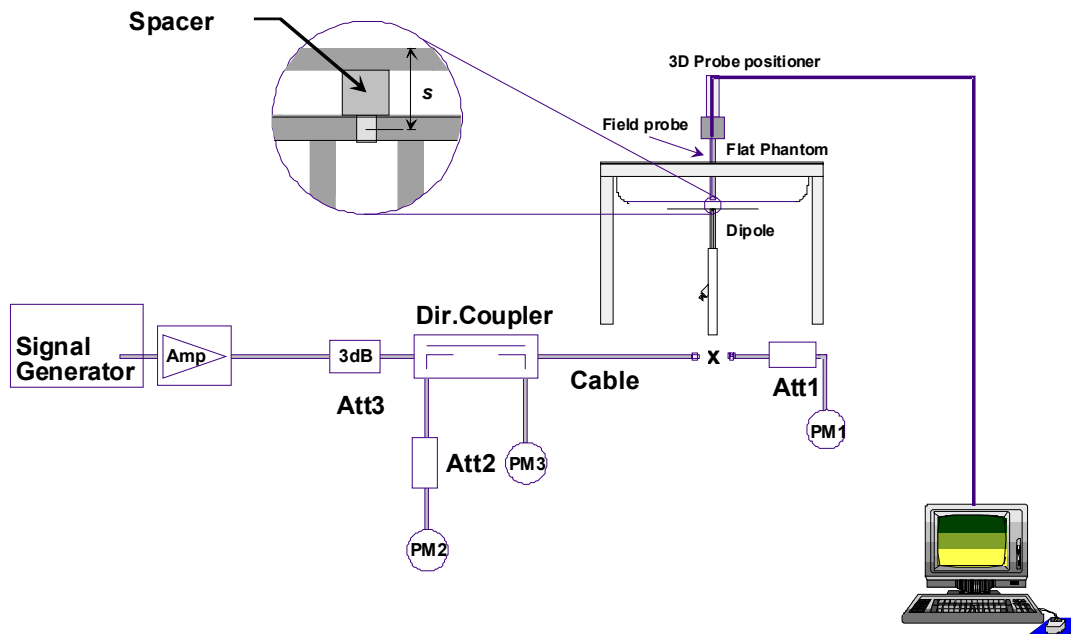 Spacer
s
3D Probe positioner
Field probe
Flat Phantom
Dipole
Dir.Coupler
Signal
Generator
Amp
3dB
Att3
Cable
x
Att1
PM1
Att2
PM3
PM2